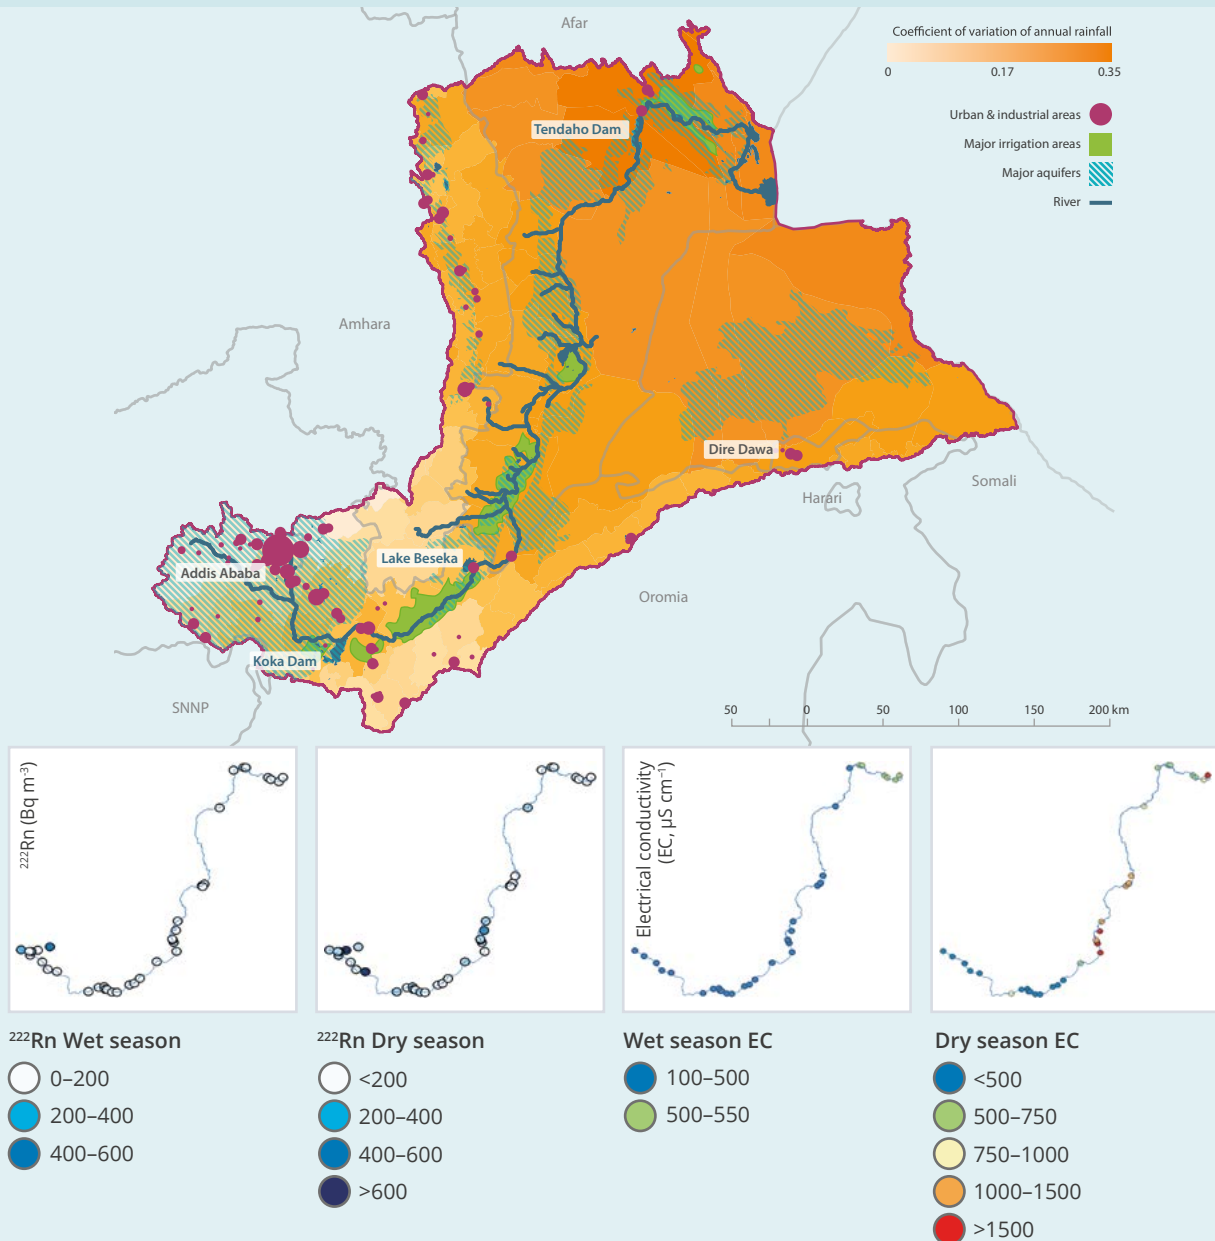 Afar
Coefficient of variation of annual rainfall
0
0.17
0.35
Urban & industrial areas
Major irrigation areas
Major aquifers
River
Tendaho Dam
Amhara
Dire Dawa
Harari
Somali
Lake Beseka
Addis Ababa
Oromia
Koka Dam
SNNP
50
0
50
100
150
200 km
²²²Rn (Bq m⁻³)
Electrical conductivity
(EC, µS cm⁻¹)
²²²Rn Wet season
0–200
200–400
400–600
²²²Rn Dry season
<200
200–400
400–600
>600
Wet season EC
100–500
500–550
Dry season EC
<500
500–750
750–1000
1000–1500
>1500